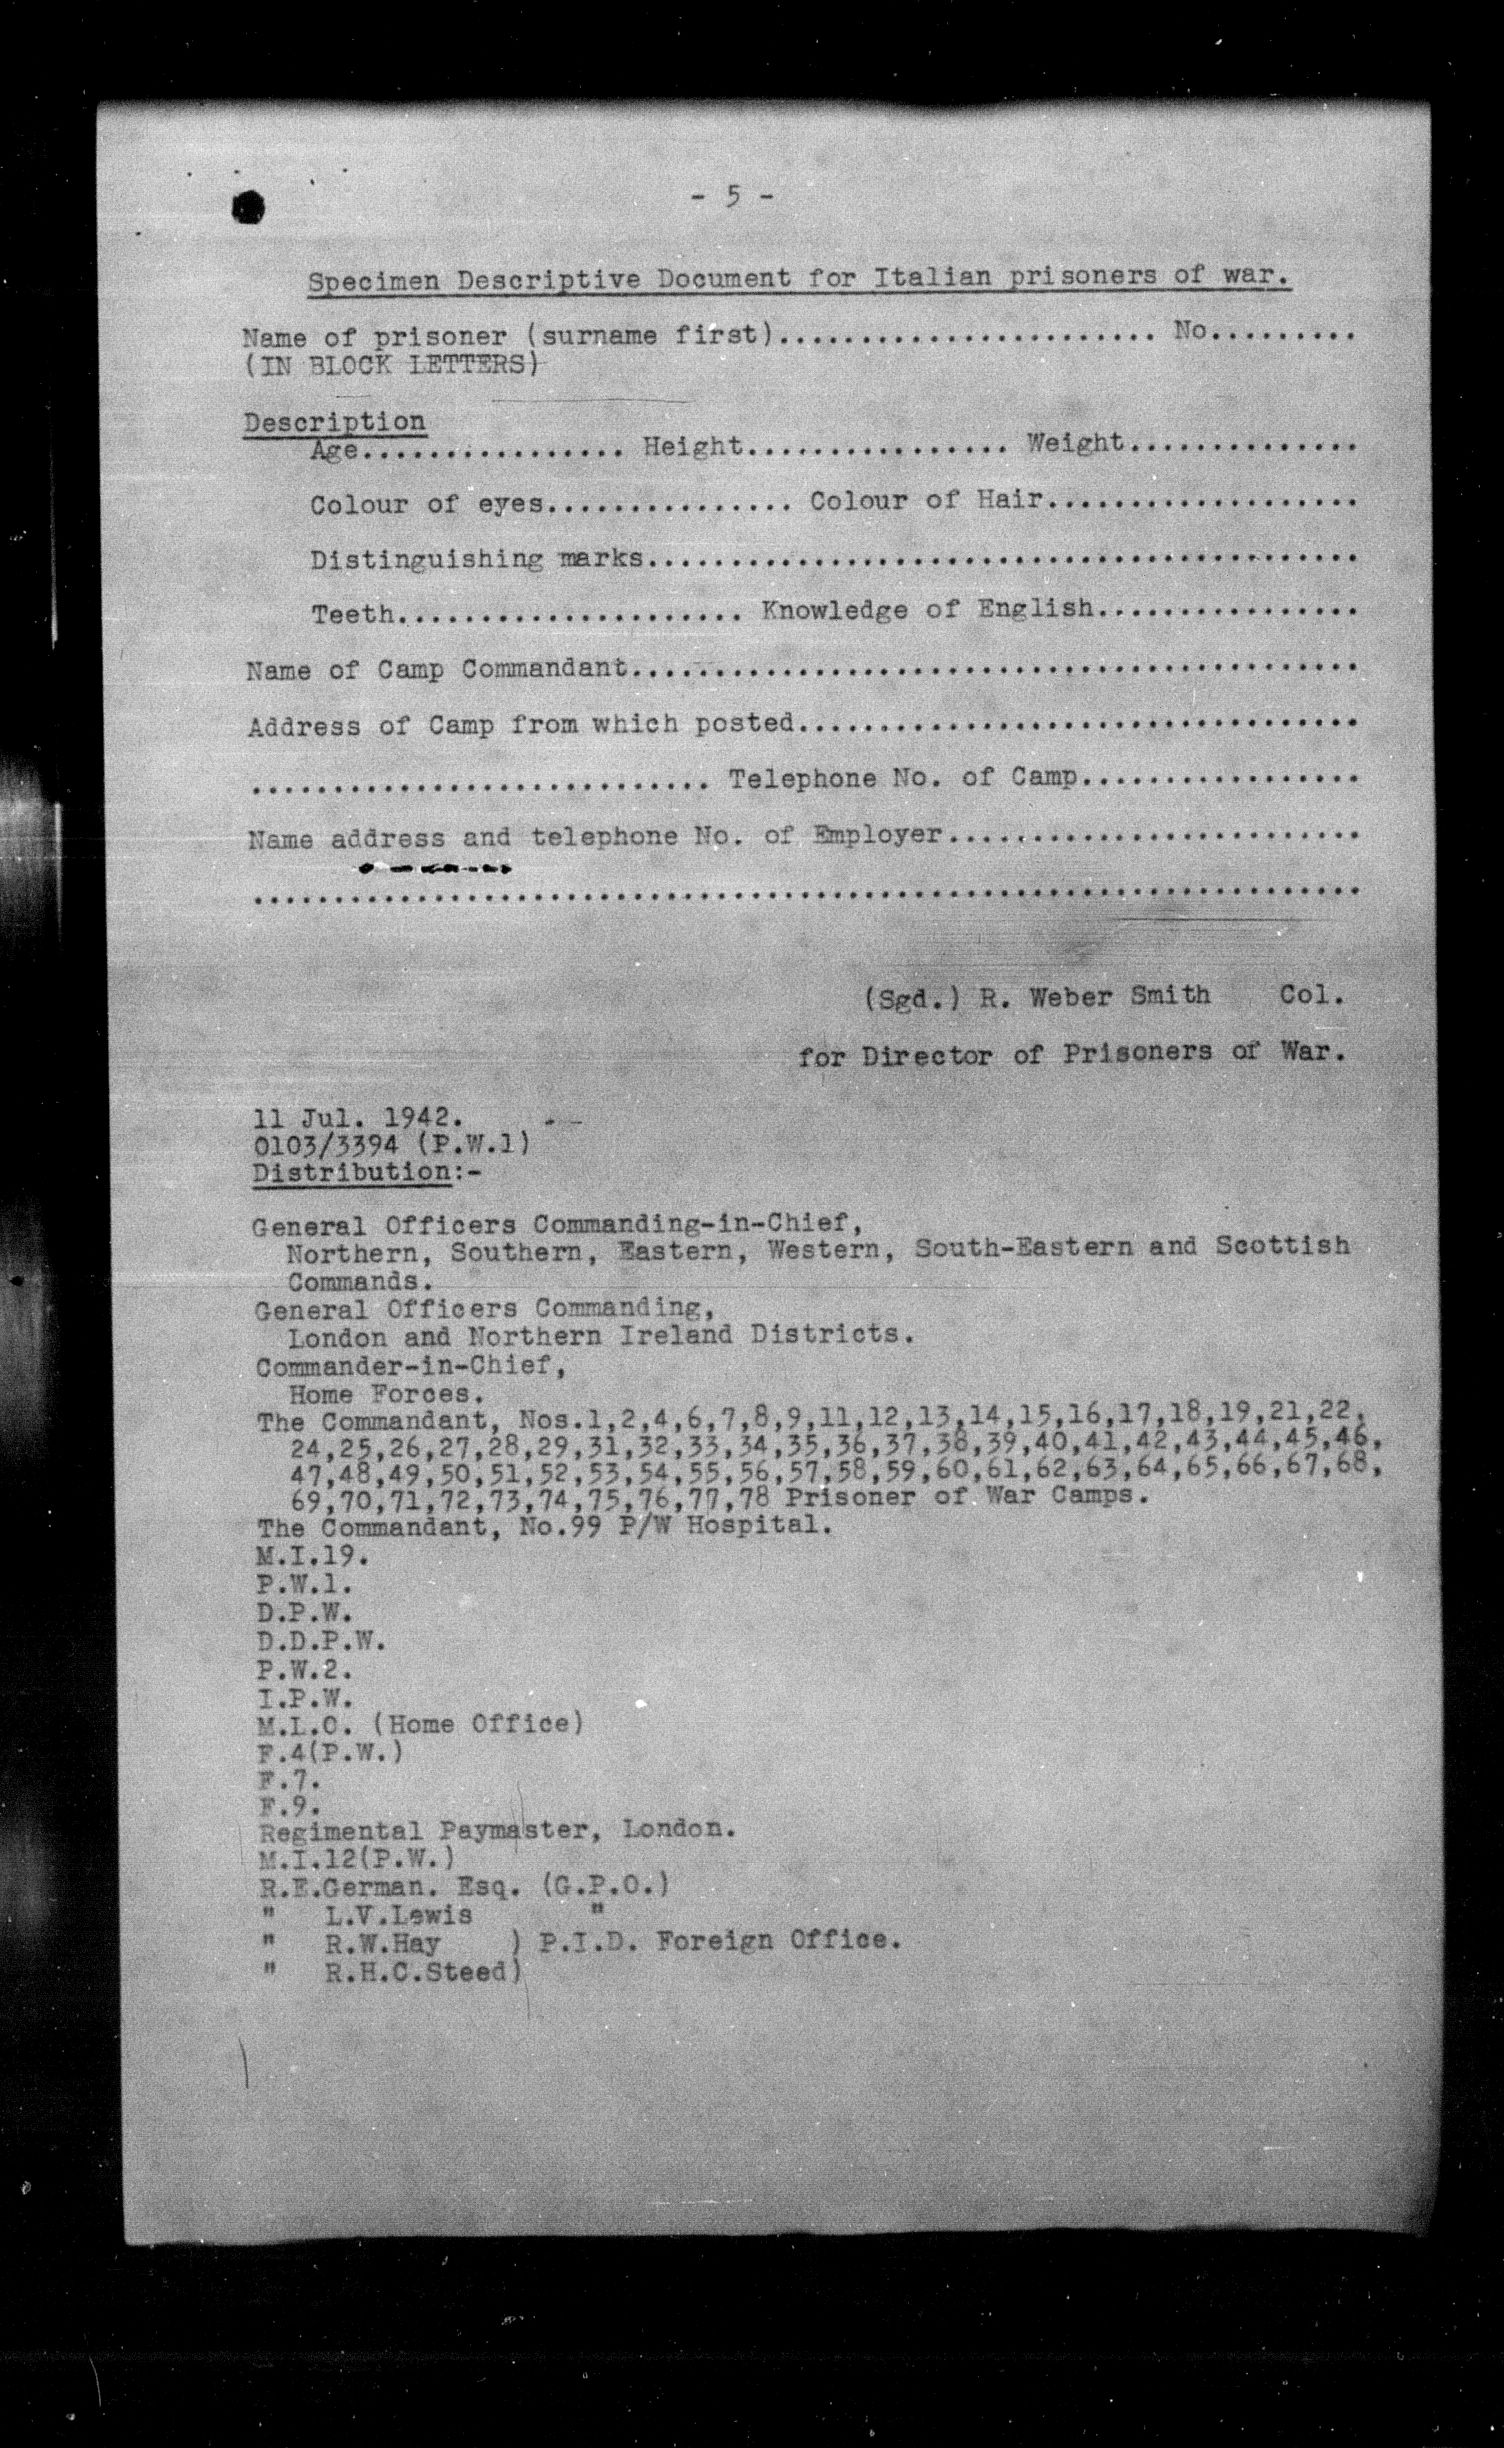 - 5 -
Specimen Descriptive Document for Italian prisoners of war.
Name of prisoner (surname first)....................... No.........
(IN BLOCK LETTERS)
Description
Age................ Height................ Weight..............
Colour of eyes............... Colour of Hair...................
Distinguishing marks...........................................
Teeth..................... Knowledge of English................
Name of Camp Commandant............................................
Address of Camp from which posted..................................
............................ Telephone No. of Camp.................
Name address and telephone No. of Employer.........................
...................................................................
(Sgd.) R. Weber Smith Col.
for Director of Prisoners of War.
11 Jul. 1942.
0103/3394 (P.W.1)
Distribution:-
General Officers Commanding-in-Chief,
Northern, Southern, Eastern, Western, South-Eastern and Scottish
Commands.
General Officers Commanding,
London and Northern Ireland Districts.
Commander-in-Chief,
Home Forces.
The Commandant, Nos.1,2,4,6,7,8,9,11,12,13,14,15,16,17,18,19,21,22,
24,25,26,27,28,29,31,32,33,34,35,36,37,38,39,40,41,42,43,44,45,46,
47,48,49,50,51,52,53,54,55,56,57,58,59,60,61,62,63,64,65,66,67,68,
69,70,71,72,73,74,75,76,77,78 Prisoner of War Camps.
The Commandant, No.99 P/W Hospital.
M.I.19.
P.W.1.
D.P.W.
D.D.P.W.
P.W.2.
I.P.W.
M.L.O. (Home Office)
F.4(P.W.)
F.7.
F.9.
Regimental Paymaster, London.
M.I.12(P.W.)
R.E.German. Esq. (G.P.O.)
" L.V.Lewis "
" R.W.Hay ) P.I.D. Foreign Office.
" R.H.C.Steed)